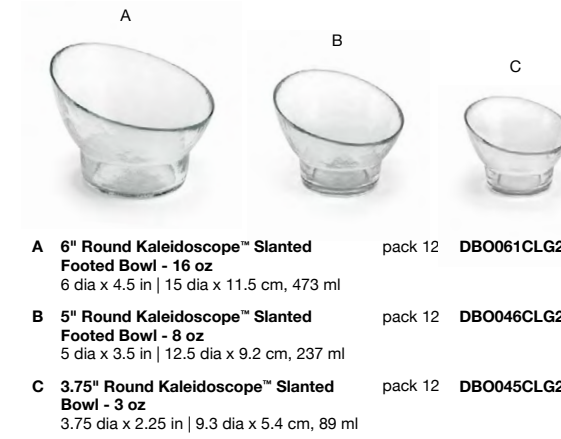 A
B
C
A 6" Round Kaleidoscope™ Slanted pack 12 DBO061CLG2
Footed Bowl - 16 oz
6 dia x 4.5 in | 15 dia x 11.5 cm, 473 ml
B 5" Round Kaleidoscope™ Slanted pack 12 DBO046CLG2
Footed Bowl - 8 oz
5 dia x 3.5 in | 12.5 dia x 9.2 cm, 237 ml
C 3.75" Round Kaleidoscope™ Slanted pack 12 DBO045CLG2
Bowl - 3 oz
3.75 dia x 2.25 in | 9.3 dia x 5.4 cm, 89 ml